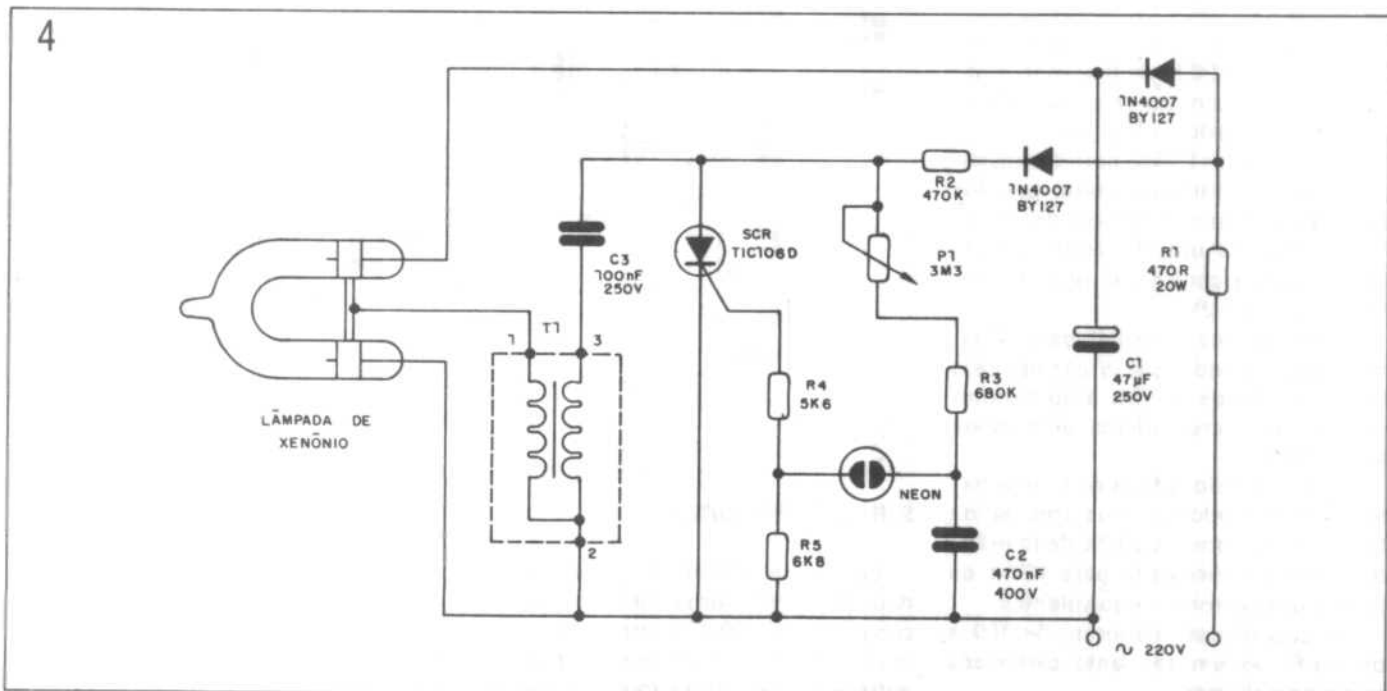 4
1N4007
BY127
R2
470K
1N4007
BY127
SCR
TIC106D
P1
3M3
R1
470R
20W
C3
100nF
250V
1
T1
3
C1
47µF
250V
R4
5K6
R3
680K
LÂMPADA DE
XENÔNIO
NEON
2
R5
6K8
C2
470nF
400V
∿ 220V